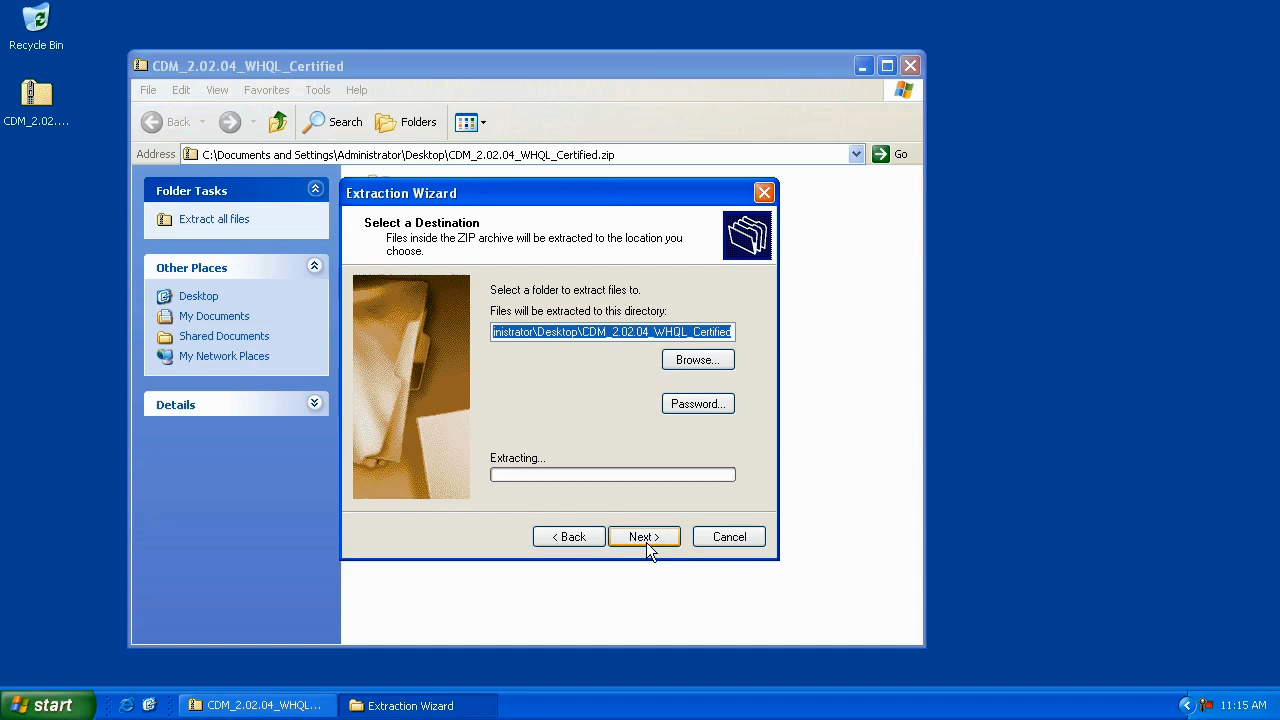 Recycle Bin
CDM_2.02....
CDM_2.02.04_WHQL_Certified
File Edit View Favorites Tools Help
Back Search Folders
Address C:\Documents and Settings\Administrator\Desktop\CDM_2.02.04_WHQL_Certified.zip Go
Folder Tasks
Extract all files
Other Places
Desktop
My Documents
Shared Documents
My Network Places
Details
Extraction Wizard
Select a Destination
Files inside the ZIP archive will be extracted to the location you
choose.
Select a folder to extract files to.
Files will be extracted to this directory:
inistrator\Desktop\CDM_2.02.04_WHQL_Certified
Browse...
Password...
Extracting...
< Back Next > Cancel
start CDM_2.02.04_WHQL... Extraction Wizard 11:15 AM